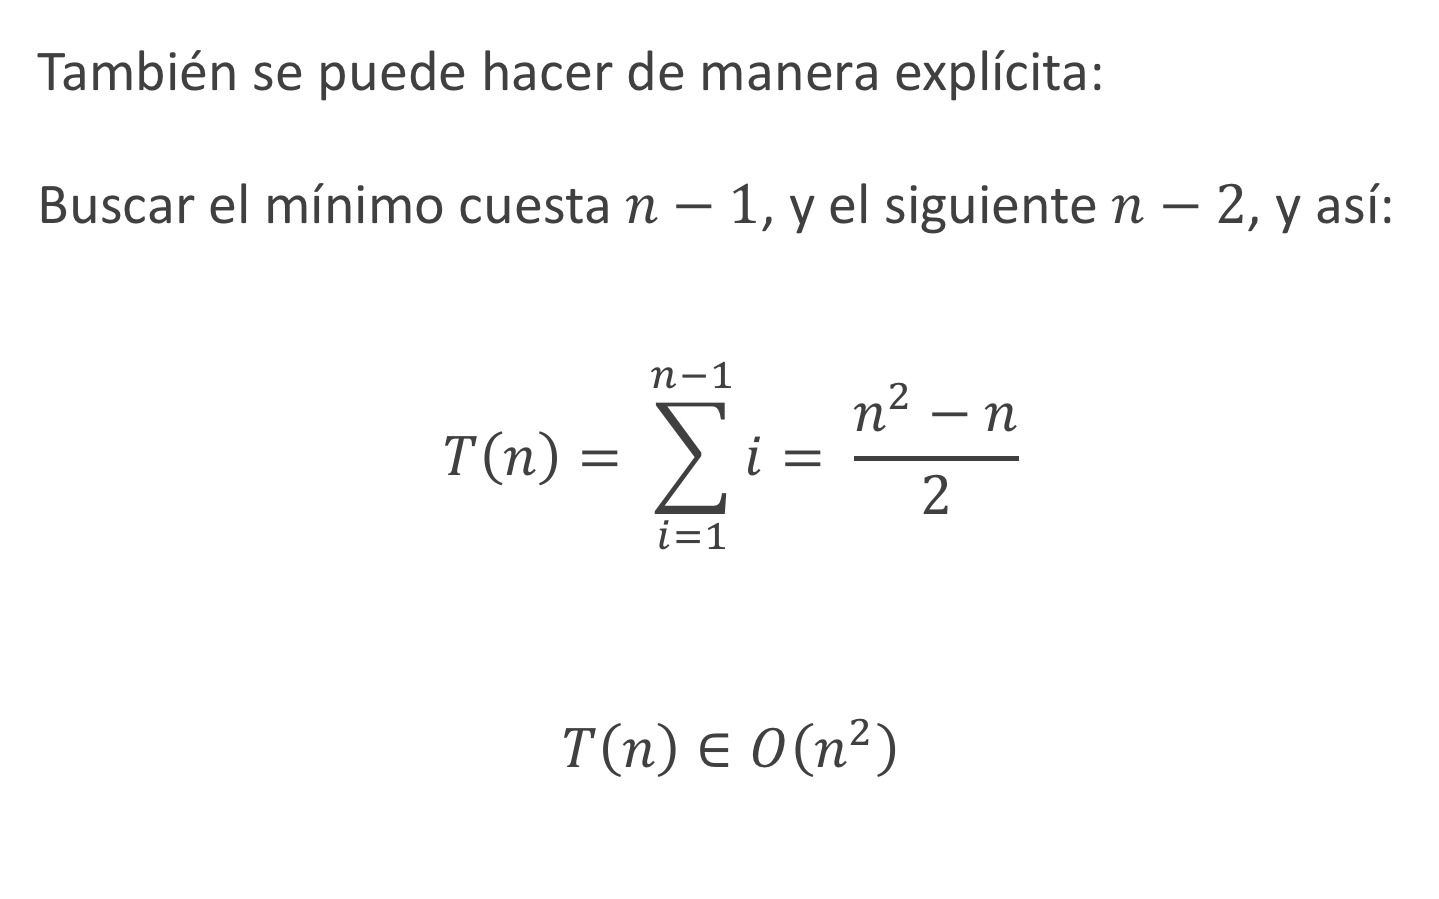 También se puede hacer de manera explícita:
Buscar el mínimo cuesta n − 1, y el siguiente n − 2, y así:
T(n) = ∑_{i=1}^{n−1} i = \frac{n² − n}{2}
T(n) ∈ O(n²)